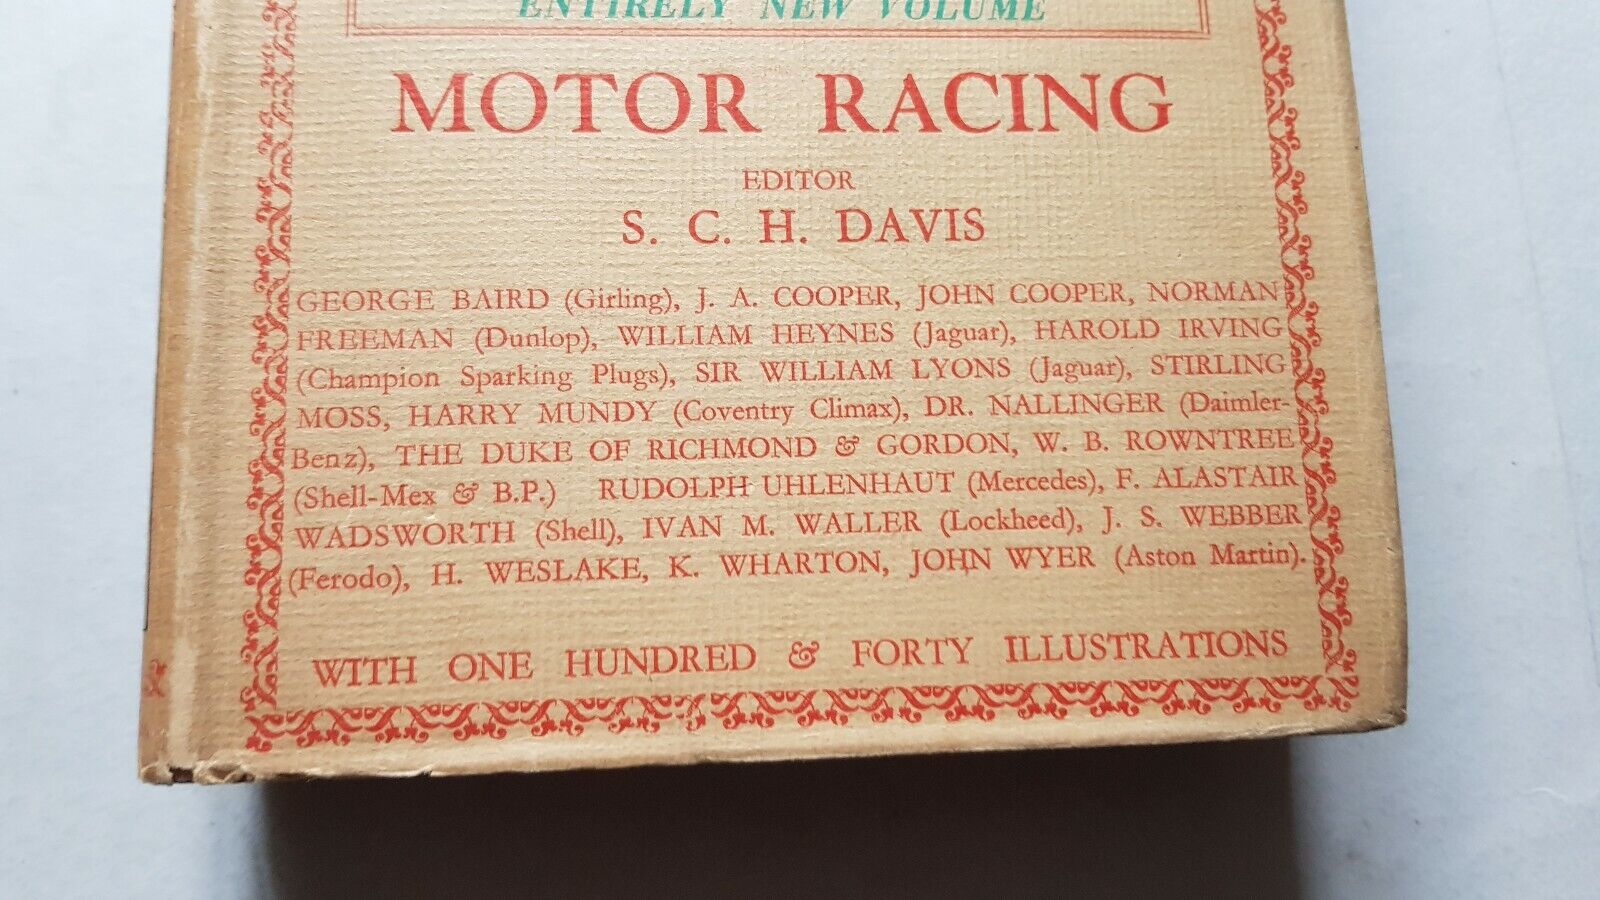 ENTIRELY NEW VOLUME
MOTOR RACING
EDITOR
S. C. H. DAVIS
GEORGE BAIRD (Girling), J. A. COOPER, JOHN COOPER, NORMAN
FREEMAN (Dunlop), WILLIAM HEYNES (Jaguar), HAROLD IRVING
(Champion Sparking Plugs), SIR WILLIAM LYONS (Jaguar), STIRLING
MOSS, HARRY MUNDY (Coventry Climax), DR. NALLINGER (Daimler-
Benz), THE DUKE OF RICHMOND & GORDON, W. B. ROWNTREE
(Shell-Mex & B.P.) RUDOLPH UHLENHAUT (Mercedes), F. ALASTAIR
WADSWORTH (Shell), IVAN M. WALLER (Lockheed), J. S. WEBBER
(Ferodo), H. WESLAKE, K. WHARTON, JOHN WYER (Aston Martin).
WITH ONE HUNDRED & FORTY ILLUSTRATIONS